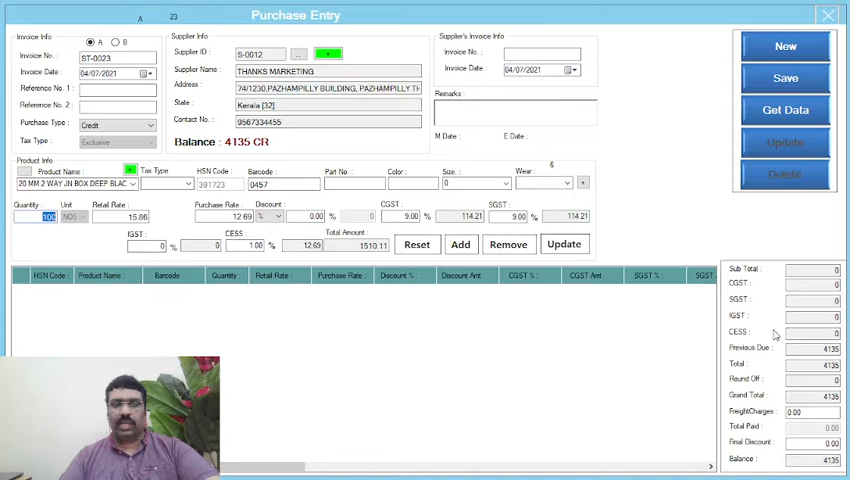 A 23 Purchase Entry
Invoice Info
A B
Invoice No. : ST-0023
Invoice Date : 04/07/2021
Reference No. 1 :
Reference No. 2 :
Purchase Type : Credit
Tax Type : Exclusive
Supplier Info
Supplier ID : S-0012 ... +
Supplier Name : THANKS MARKETING
Address : 74/1230,PAZHAMPILLY BUILDING, PAZHAMPILLY TH
State : Kerala [32]
Contact No. : 9567334455
Balance: 4135 CR
Supplier's Invoice Info
Invoice No. :
Invoice Date : 04/07/2021
Remarks :
M Date : E Date :
New
Save
Get Data
Update
Delete
Product Info
Product Name + Tax Type HSN Code : Barcode: Part No.: Color: Size.: Wear : 6
20 MM 2 WAY JN BOX DEEP BLAC 391723 0457 0 +
Quantity : Unit Retail Rate : Purchase Rate : Discount : CGST : SGST :
100 NOS 15.86 12.69 % 0.00 % 0 9.00 % 114.21 9.00 % 114.21
IGST : CESS : Total Amount :
0 % 0 1.00 % 12.69 1510.11 Reset Add Remove Update
HSN Code : Product Name : Barcode Quantity Retail Rate : Purchase Rate : Discount % : Discount Amt CGST % : CGST Amt SGST % : SGST
Sub Total : 0
CGST : 0
SGST : 0
IGST : 0
CESS : 0
Previous Due : 4135
Total : 4135
Round Off : 0
Grand Total : 4135
FreightCharges : 0.00
Total Paid : 0.00
Final Discount : 0.00
Balance : 4135